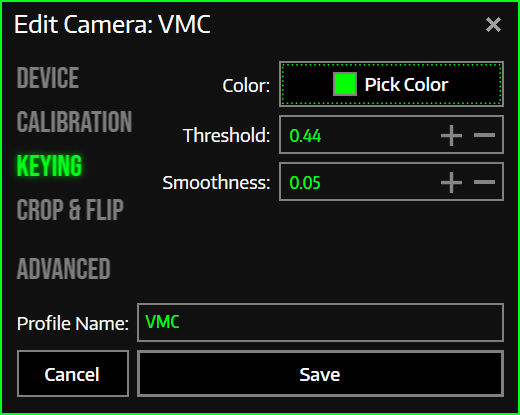 Edit Camera: VMC
DEVICE
CALIBRATION
KEYING
CROP & FLIP
ADVANCED
Color: Pick Color
Threshold: 0.44
Smoothness: 0.05
Profile Name: VMC
Cancel Save